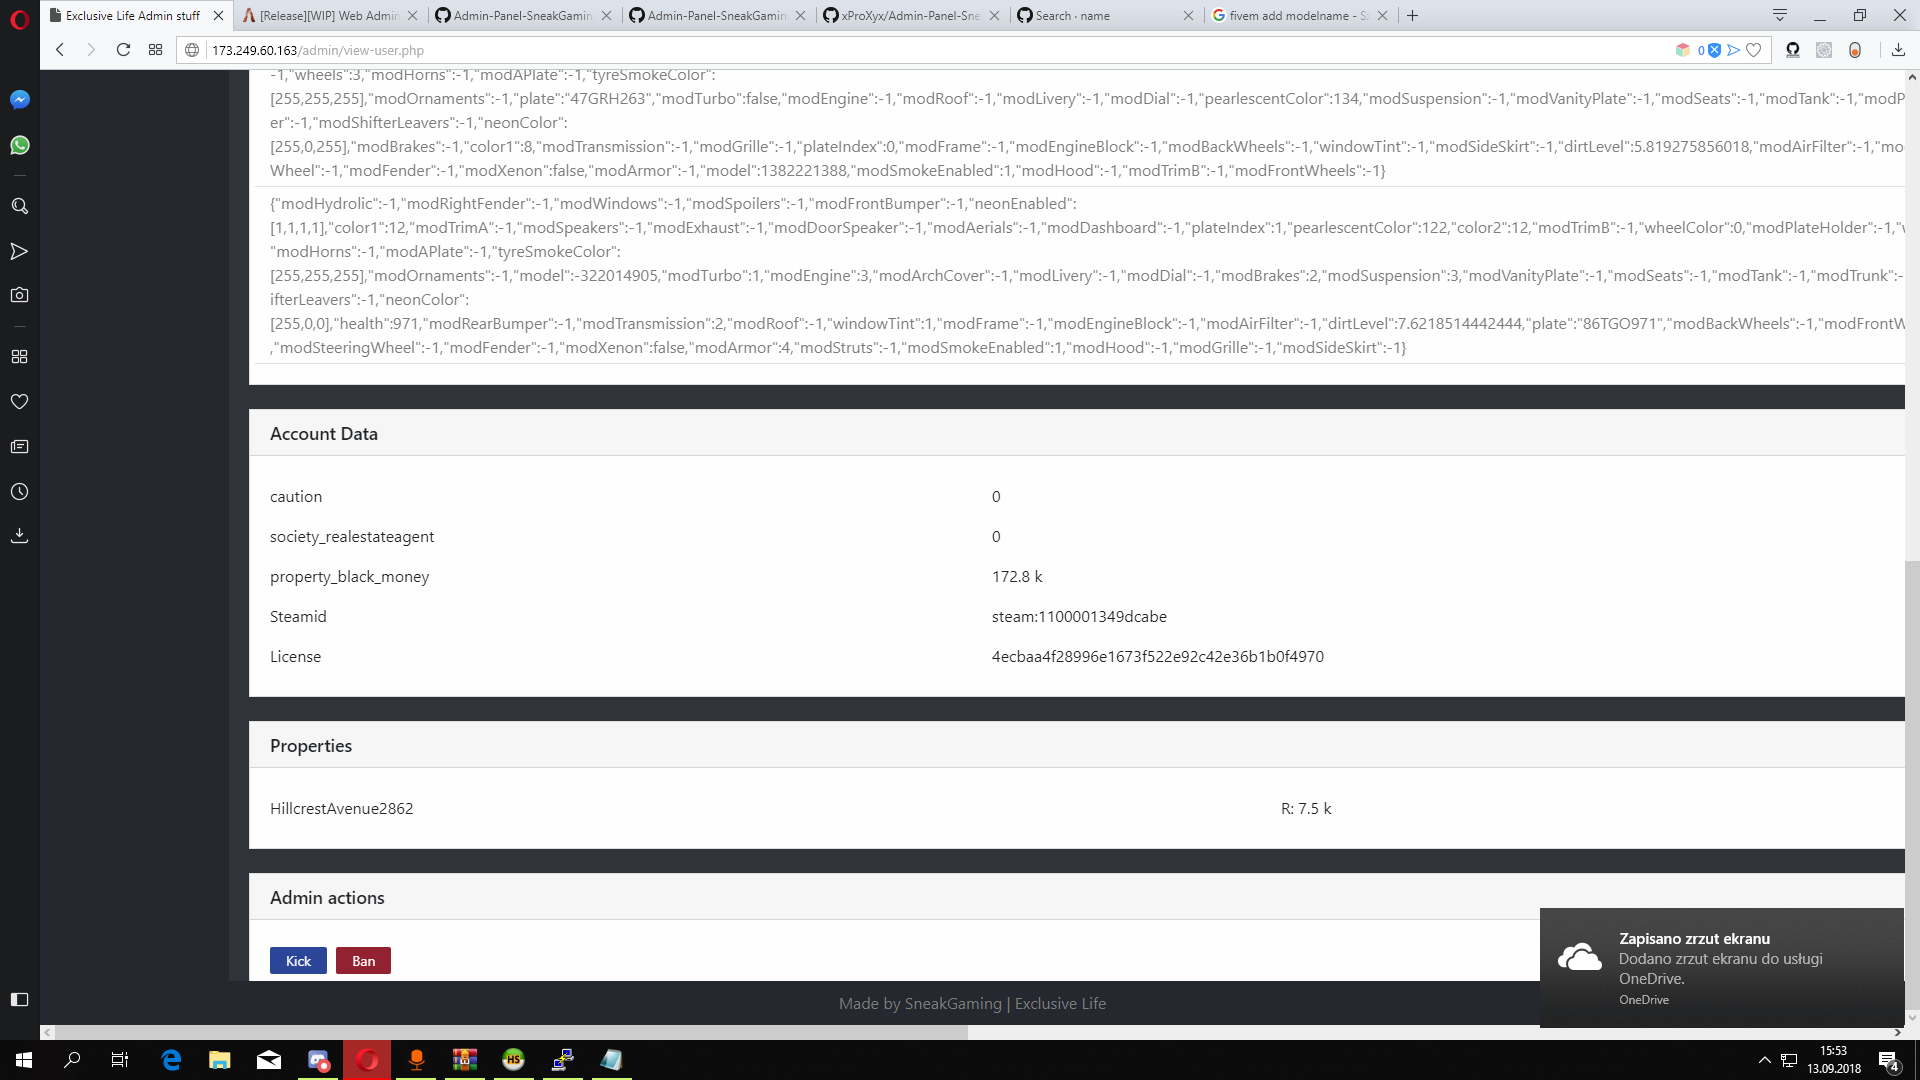 Exclusive Life Admin stuff
[Release][WIP] Web Admin
Admin-Panel-SneakGamin
Admin-Panel-SneakGamin
xProXyx/Admin-Panel-Sne
Search · name
fivem add modelname - S
173.249.60.163/admin/view-user.php
0
-1,"wheels":3,"modHorns":-1,"modAPlate":-1,"tyreSmokeColor":
[255,255,255],"modOrnaments":-1,"plate":"47GRH263","modTurbo":false,"modEngine":-1,"modRoof":-1,"modLivery":-1,"modDial":-1,"pearlescentColor":134,"modSuspension":-1,"modVanityPlate":-1,"modSeats":-1,"modTank":-1,"modP
er":-1,"modShifterLeavers":-1,"neonColor":
[255,0,255],"modBrakes":-1,"color1":8,"modTransmission":-1,"modGrille":-1,"plateIndex":0,"modFrame":-1,"modEngineBlock":-1,"modBackWheels":-1,"windowTint":-1,"modSideSkirt":-1,"dirtLevel":5.819275856018,"modAirFilter":-1,"mod
Wheel":-1,"modFender":-1,"modXenon":false,"modArmor":-1,"model":1382221388,"modSmokeEnabled":1,"modHood":-1,"modTrimB":-1,"modFrontWheels":-1}
{"modHydrolic":-1,"modRightFender":-1,"modWindows":-1,"modSpoilers":-1,"modFrontBumper":-1,"neonEnabled":
[1,1,1,1],"color1":12,"modTrimA":-1,"modSpeakers":-1,"modExhaust":-1,"modDoorSpeaker":-1,"modAerials":-1,"modDashboard":-1,"plateIndex":1,"pearlescentColor":122,"color2":12,"modTrimB":-1,"wheelColor":0,"modPlateHolder":-1,"w
"modHorns":-1,"modAPlate":-1,"tyreSmokeColor":
[255,255,255],"modOrnaments":-1,"model":-322014905,"modTurbo":1,"modEngine":3,"modArchCover":-1,"modLivery":-1,"modDial":-1,"modBrakes":2,"modSuspension":3,"modVanityPlate":-1,"modSeats":-1,"modTank":-1,"modTrunk":-
ifterLeavers":-1,"neonColor":
[255,0,0],"health":971,"modRearBumper":-1,"modTransmission":2,"modRoof":-1,"windowTint":1,"modFrame":-1,"modEngineBlock":-1,"modAirFilter":-1,"dirtLevel":7.6218514442444,"plate":"86TGO971","modBackWheels":-1,"modFrontW
,"modSteeringWheel":-1,"modFender":-1,"modXenon":false,"modArmor":4,"modStruts":-1,"modSmokeEnabled":1,"modHood":-1,"modGrille":-1,"modSideSkirt":-1}
Account Data
caution 0
society_realestateagent 0
property_black_money 172.8 k
Steamid steam:1100001349dcabe
License 4ecbaa4f28996e1673f522e92c42e36b1b0f4970
Properties
HillcrestAvenue2862 R: 7.5 k
Admin actions
Kick Ban
Zapisano zrzut ekranu
Dodano zrzut ekranu do usługi
OneDrive.
OneDrive
Made by SneakGaming | Exclusive Life
HS
15:53
13.09.2018
4